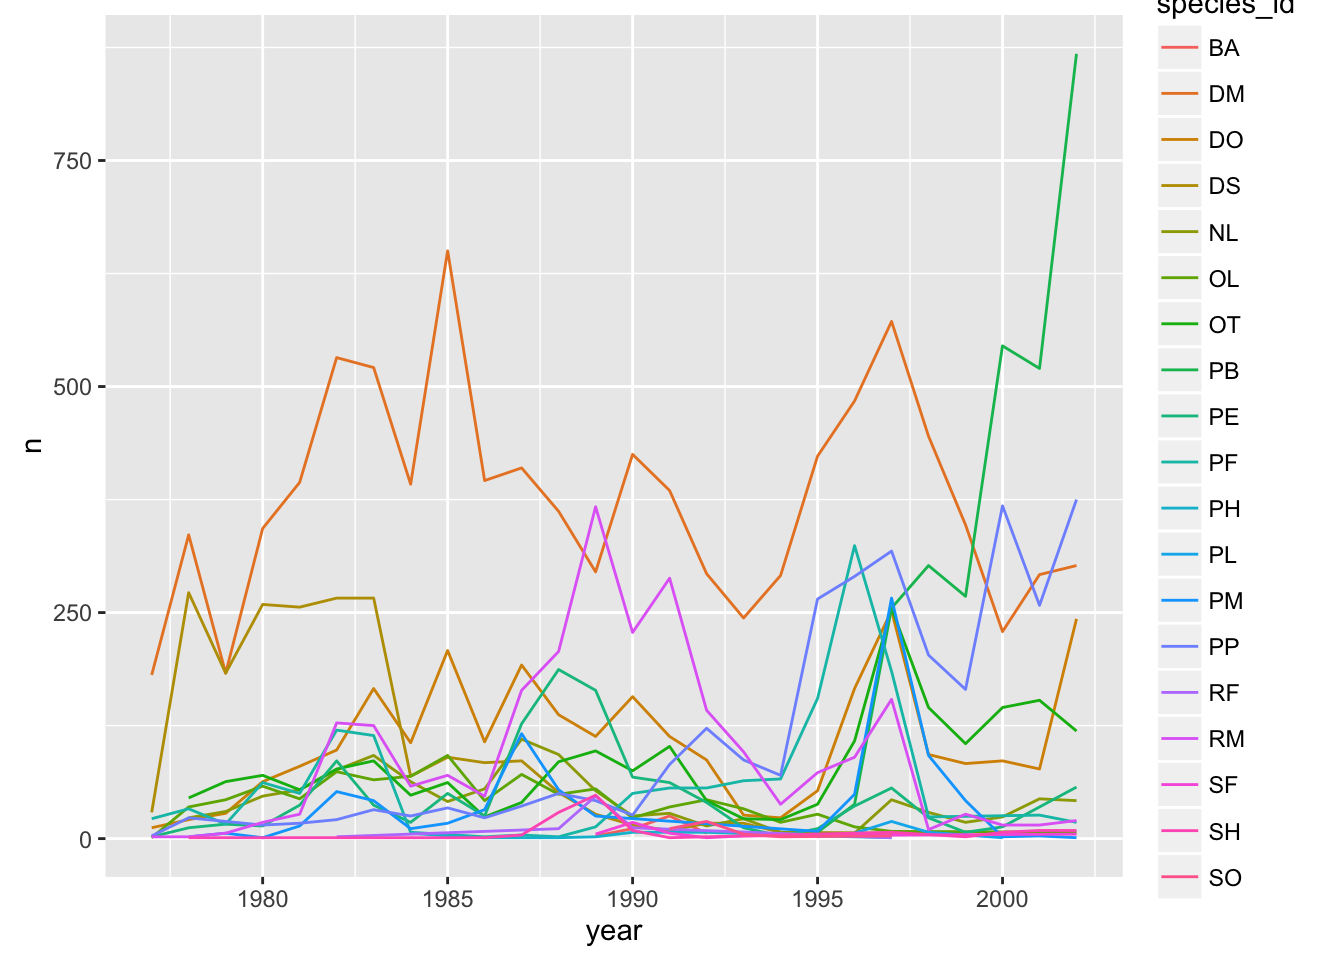 species_id
BA
DM
DO
DS
NL
OL
OT
PB
PE
PF
PH
PL
PM
PP
RF
RM
SF
SH
SO
n
750
500
250
0
1980 1985 1990 1995 2000
year